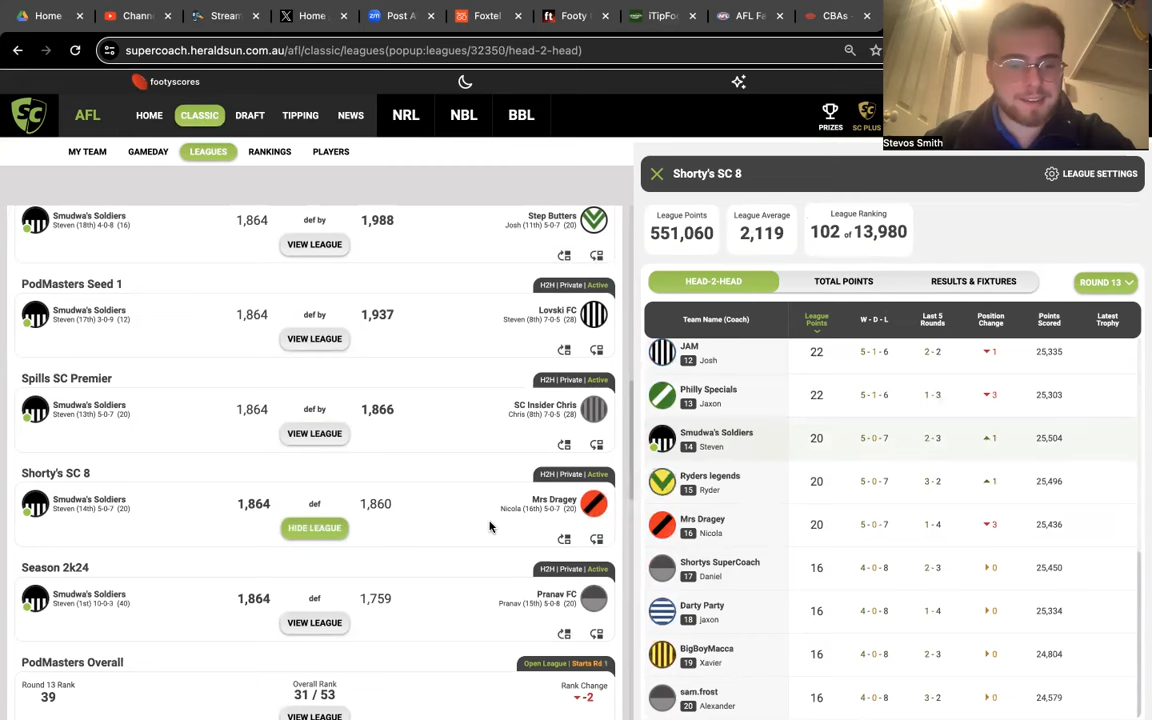 Home
Chann
Stream
Home
Post A
Foxtel
Footy
iTipFo
AFL Fa
CBAs
supercoach.heraldsun.com.au/afl/classic/leagues(popup:leagues/32350/head-2-head)
footyscores
SC
AFL
HOME
CLASSIC
DRAFT
TIPPING
NEWS
NRL
NBL
BBL
PRIZES
SC PLUS
Stevos Smith
MY TEAM
GAMEDAY
LEAGUES
RANKINGS
PLAYERS
Smudwa's Soldiers
Steven (18th) 4-0-8 (16)
1,864
def by
1,988
Step Butters
Josh (11th) 5-0-7 (20)
VIEW LEAGUE
PodMasters Seed 1
H2H | Private | Active
Smudwa's Soldiers
Steven (17th) 3-0-9 (12)
1,864
def by
1,937
Lovski FC
Steven (8th) 7-0-5 (28)
VIEW LEAGUE
Spills SC Premier
H2H | Private | Active
Smudwa's Soldiers
Steven (13th) 5-0-7 (20)
1,864
def by
1,866
SC Insider Chris
Chris (8th) 7-0-5 (28)
VIEW LEAGUE
Shorty's SC 8
H2H | Private | Active
Smudwa's Soldiers
Steven (14th) 5-0-7 (20)
1,864
def
1,860
Mrs Dragey
Nicola (16th) 5-0-7 (20)
HIDE LEAGUE
Season 2k24
H2H | Private | Active
Smudwa's Soldiers
Steven (1st) 10-0-3 (40)
1,864
def
1,759
Pranav FC
Pranav (15th) 5-0-8 (20)
VIEW LEAGUE
PodMasters Overall
Open League | Starts Rd 1
Round 13 Rank
39
Overall Rank
31 / 53
Rank Change
-2
VIEW LEAGUE
Shorty's SC 8
LEAGUE SETTINGS
League Points
551,060
League Average
2,119
League Ranking
102 of 13,980
HEAD-2-HEAD
TOTAL POINTS
RESULTS & FIXTURES
ROUND 13
Team Name (Coach)
League Points
W - D - L
Last 5 Rounds
Position Change
Points Scored
Latest Trophy
JAM
12 Josh
22
5 - 1 - 6
2 - 2
1
25,335
Philly Specials
13 Jaxon
22
5 - 1 - 6
1 - 3
3
25,303
Smudwa's Soldiers
14 Steven
20
5 - 0 - 7
2 - 3
1
25,504
Ryders legends
15 Ryder
20
5 - 0 - 7
3 - 2
1
25,496
Mrs Dragey
16 Nicola
20
5 - 0 - 7
1 - 4
3
25,436
Shortys SuperCoach
17 Daniel
16
4 - 0 - 8
2 - 3
0
25,450
Darty Party
18 jaxon
16
4 - 0 - 8
1 - 4
0
25,334
BigBoyMacca
19 Xavier
16
4 - 0 - 8
2 - 3
0
24,804
sam.frost
20 Alexander
16
4 - 0 - 8
3 - 2
0
24,579